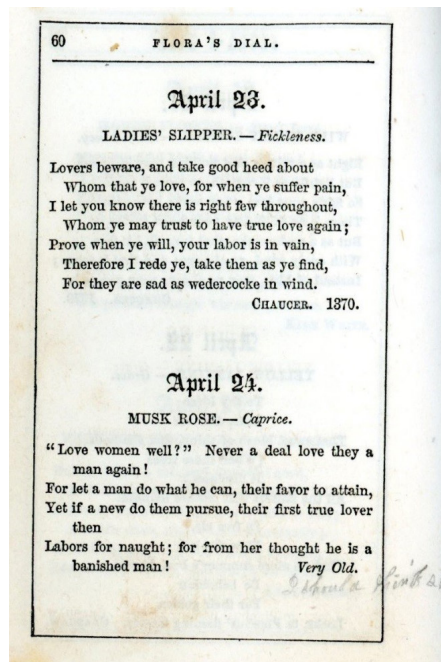 60 FLORA'S DIAL.
April 23.
LADIES' SLIPPER.—Fickleness.
Lovers beware, and take good heed about
Whom that ye love, for when ye suffer pain,
I let you know there is right few throughout,
Whom ye may trust to have true love again;
Prove when ye will, your labor is in vain,
Therefore I rede ye, take them as ye find,
For they are sad as wedercocke in wind.
CHAUCER. 1370.
April 24.
MUSK ROSE.—Caprice.
"Love women well?" Never a deal love they a
man again!
For let a man do what he can, their favor to attain,
Yet if a new do them pursue, their first true lover
then
Labors for naught; for from her thought he is a
banished man! Very Old.
I should think